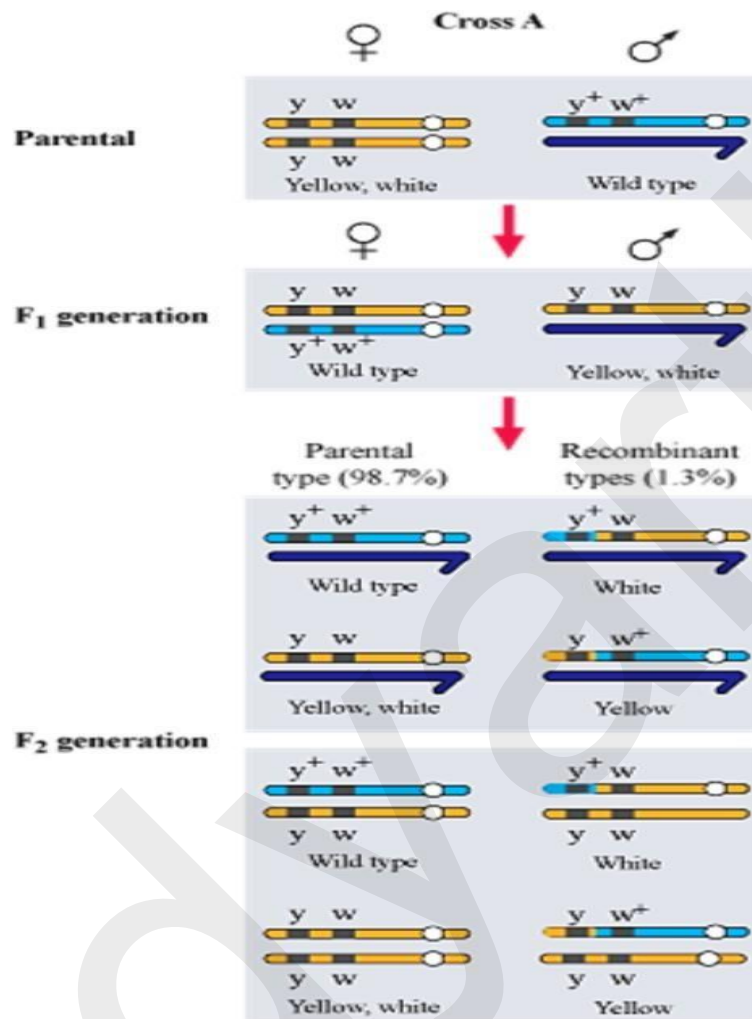 Cross A
♀ ♂
y w y⁺ w⁺
Parental
y w
Yellow, white Wild type
♀ ♂
y w y w
F₁ generation
y⁺ w⁺
Wild type Yellow, white
Parental Recombinant
type (98.7%) types (1.3%)
y⁺ w⁺ y⁺ w
Wild type White
y w y w⁺
Yellow, white Yellow
F₂ generation
y⁺ w⁺ y⁺ w
y w y w
Wild type White
y w y w⁺
y w y w
Yellow, white Yellow